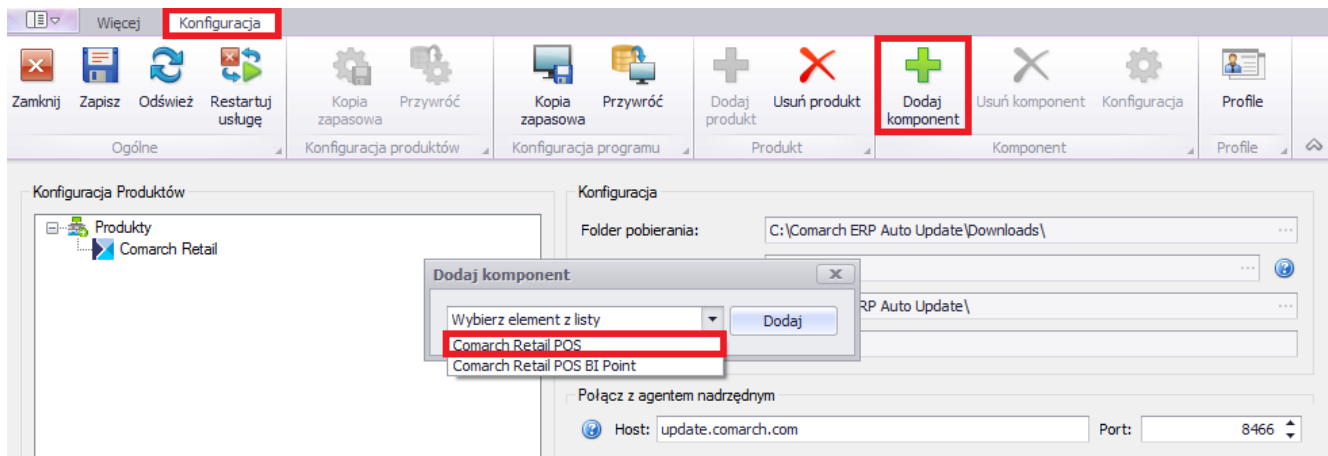 Więcej Konfiguracja
Zamknij Zapisz Odśwież Restartuj usługę Kopia zapasowa Przywróć Kopia zapasowa Przywróć Dodaj produkt Usuń produkt Dodaj komponent Usuń komponent Konfiguracja Profile
Ogólne Konfiguracja produktów Konfiguracja programu Produkt Komponent Profile
Konfiguracja Produktów
Produkty
Comarch Retail
Konfiguracja
Folder pobierania: C:\Comarch ERP Auto Update\Downloads\
Dodaj komponent
Wybierz element z listy Dodaj
Comarch Retail POS
Comarch Retail POS BI Point
RP Auto Update\
Połącz z agentem nadrzędnym
Host: update.comarch.com Port: 8466